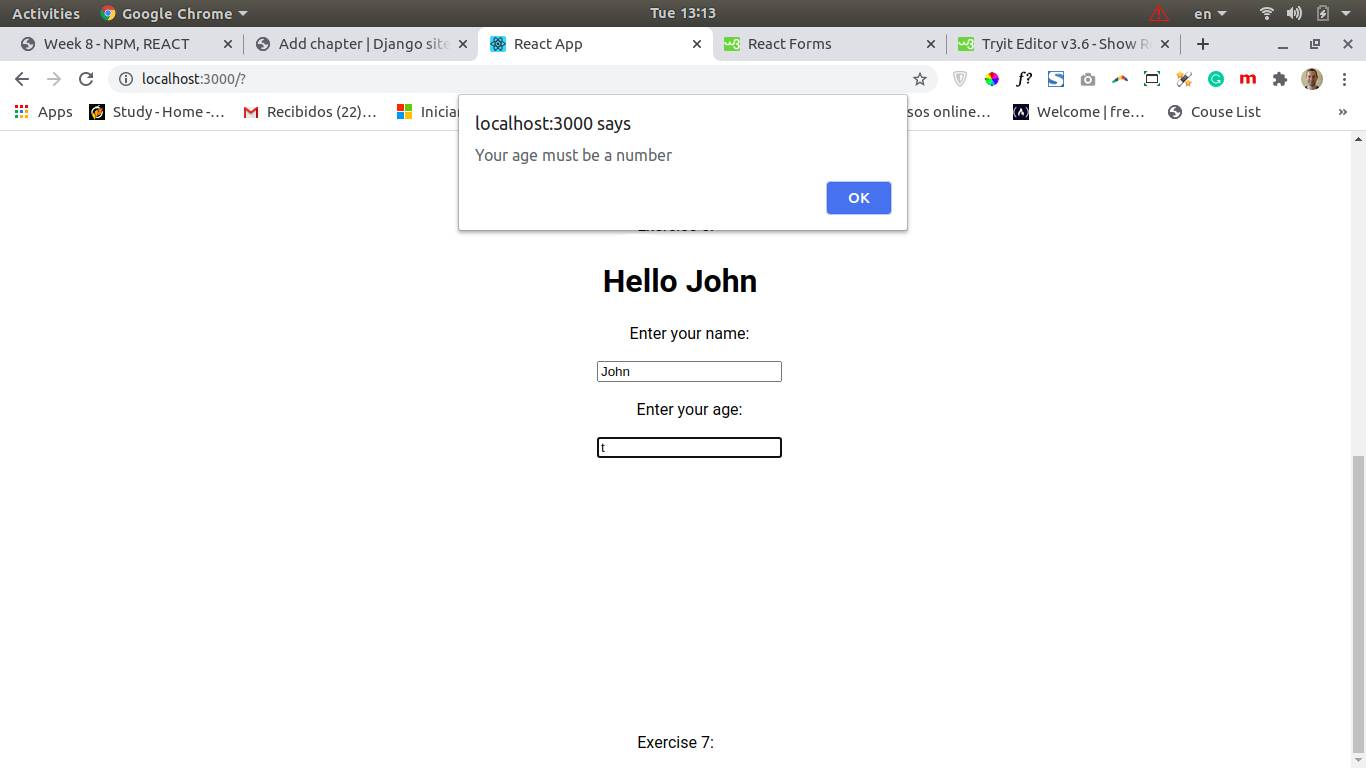 Activities Google Chrome Tue 13:13 en
Week 8 - NPM, REACT Add chapter | Django site React App React Forms Tryit Editor v3.6 - Show R
localhost:3000/?
Apps Study - Home -... Recibidos (22)... Inicia sos online... Welcome | fre... Couse List »
localhost:3000 says
Your age must be a number
OK
Hello John
Enter your name:
John
Enter your age:
t
Exercise 7: